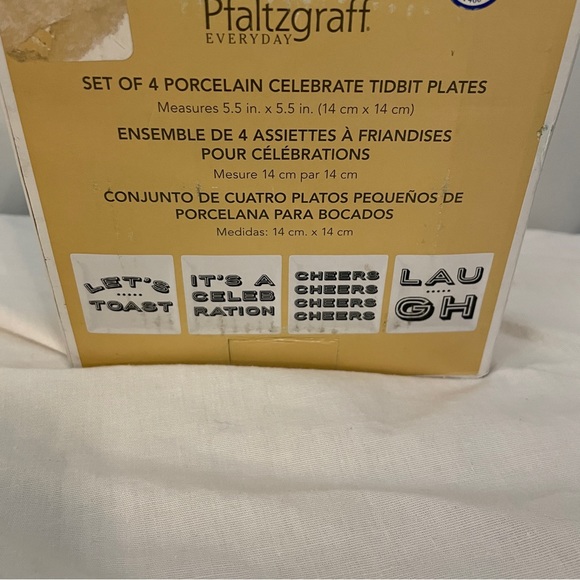 Pfaltzgraff
EVERYDAY
SET OF 4 PORCELAIN CELEBRATE TIDBIT PLATES
Measures 5.5 in. x 5.5 in. (14 cm x 14 cm)
ENSEMBLE DE 4 ASSIETTES À FRIANDISES
POUR CÉLÉBRATIONS
Mesure 14 cm par 14 cm
CONJUNTO DE CUATRO PLATOS PEQUEÑOS DE
PORCELANA PARA BOCADOS
Medidas: 14 cm. x 14 cm
LET'S
TOAST
IT'S A
CELEB
RATION
CHEERS
CHEERS
CHEERS
CHEERS
LAU
GH